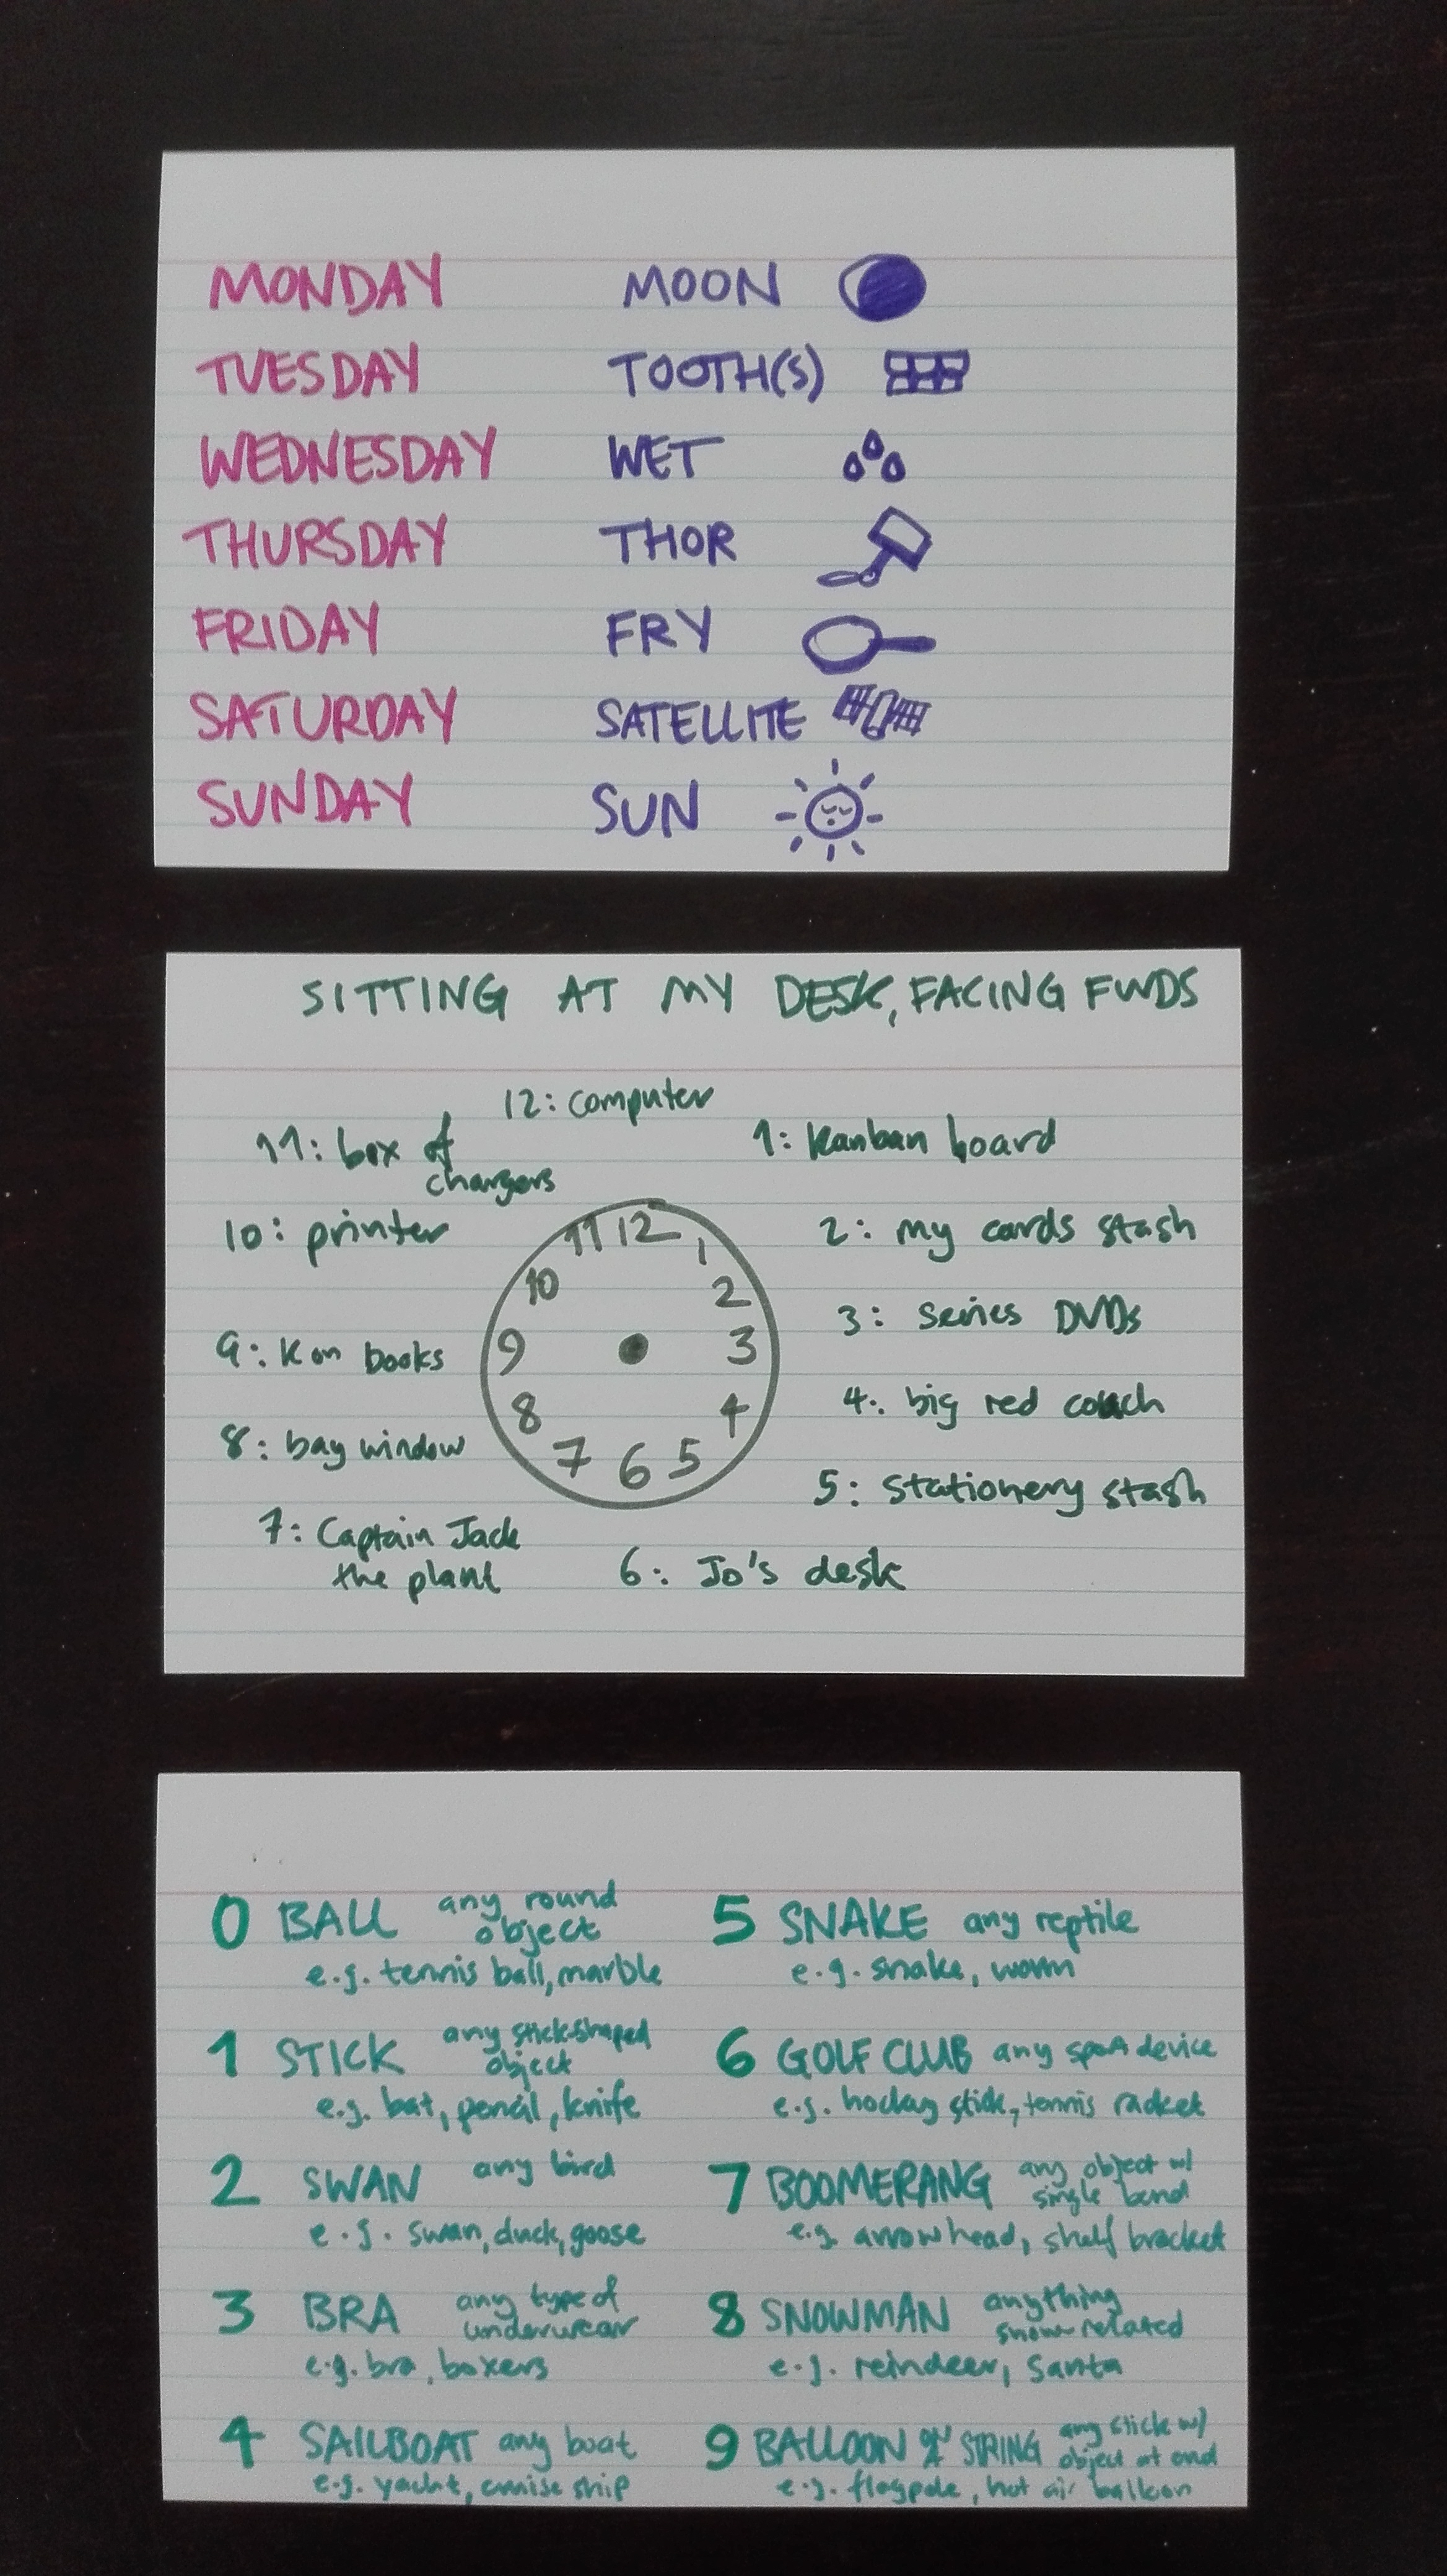 MONDAY MOON
TUESDAY TOOTH(S)
WEDNESDAY WET
THURSDAY THOR
FRIDAY FRY
SATURDAY SATELLITE
SUNDAY SUN
SITTING AT MY DESK, FACING FWDS
12: computer
11: box of
chargers
1: Kanban board
10: printer
2: my cards stash
3: series DVDs
9: Kon books
4: big red couch
8: bay window
5: stationery stash
7: Captain Jack
the plant
6: Jo's desk
11 12 1
10 2
9 3
8 4
7 6 5
0 BALL any round
object
e.g. tennis ball, marble
1 STICK any stick-shaped
object
e.g. bat, pencil, knife
2 SWAN any bird
e.g. swan, duck, goose
3 BRA any type of
underwear
e.g. bra, boxers
4 SAILBOAT any boat
e.g. yacht, cruise ship
5 SNAKE any reptile
e.g. snake, worm
6 GOLF CLUB any sport device
e.g. hockey stick, tennis racket
7 BOOMERANG any object w/
single bend
e.g. arrowhead, shelf bracket
8 SNOWMAN anything
snow-related
e.g. reindeer, santa
9 BALLOON ON A STRING any stick w/
object at end
e.g. flagpole, hot air balloon